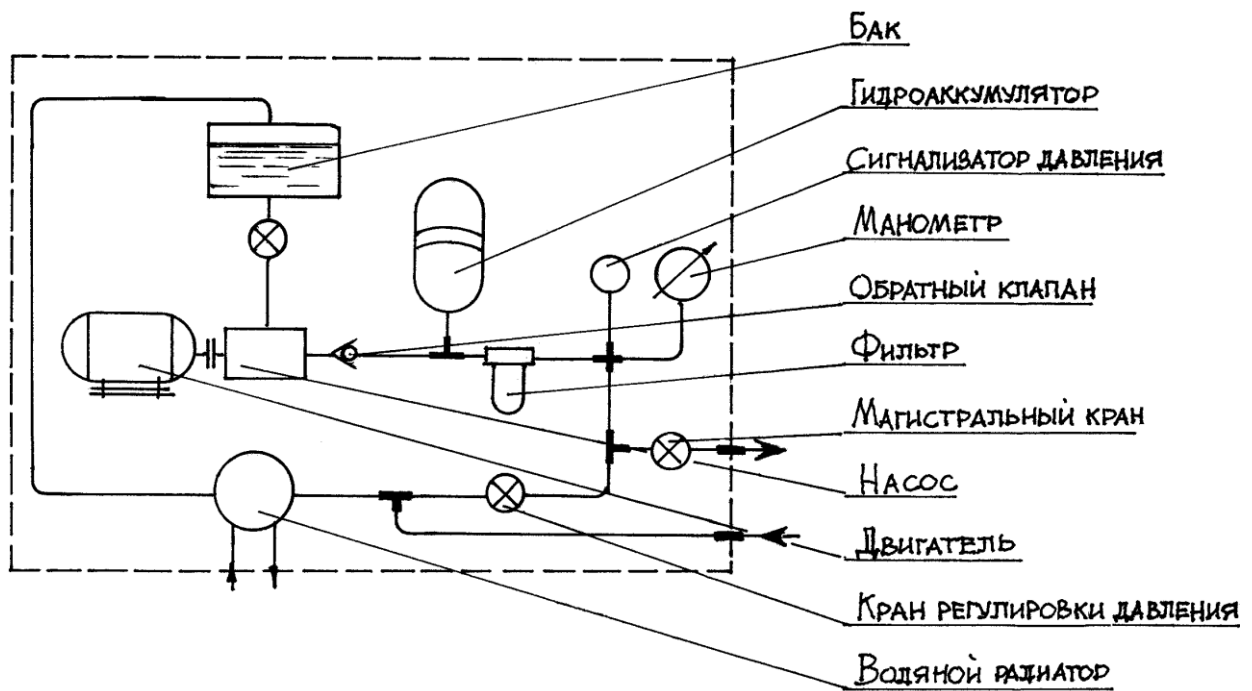 Бак
Гидроаккумулятор
Сигнализатор давления
Манометр
Обратный клапан
Фильтр
Магистральный кран
Насос
Двигатель
Кран регулировки давления
Водяной радиатор